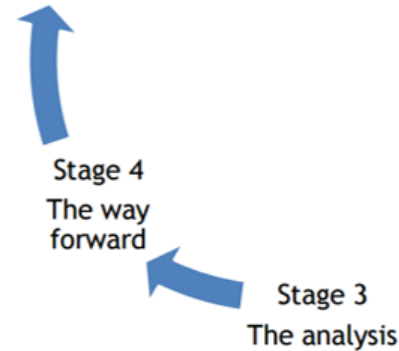 Stage 4
The way
forward
Stage 3
The analysis